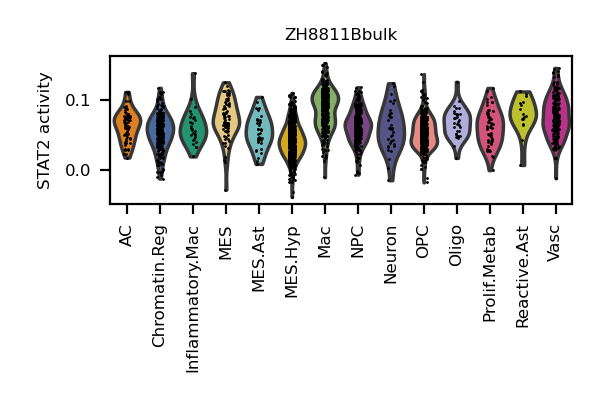 ZH8811Bbulk
STAT2 activity
0.1
0.0
AC
Chromatin.Reg
Inflammatory.Mac
MES
MES.Ast
MES.Hyp
Mac
NPC
Neuron
OPC
Oligo
Prolif.Metab
Reactive.Ast
Vasc